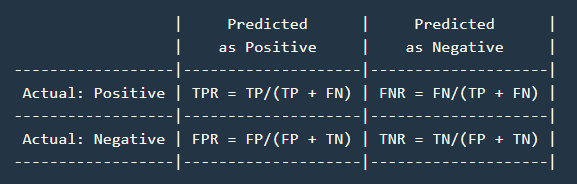 |     Predicted      |     Predicted      |
                  |    as Positive     |    as Negative     |
------------------|--------------------|--------------------|
 Actual: Positive | TPR = TP/(TP + FN) | FNR = FN/(TP + FN) |
------------------|--------------------|--------------------|
 Actual: Negative | FPR = FP/(FP + TN) | TNR = TN/(FP + TN) |
------------------|--------------------|--------------------|